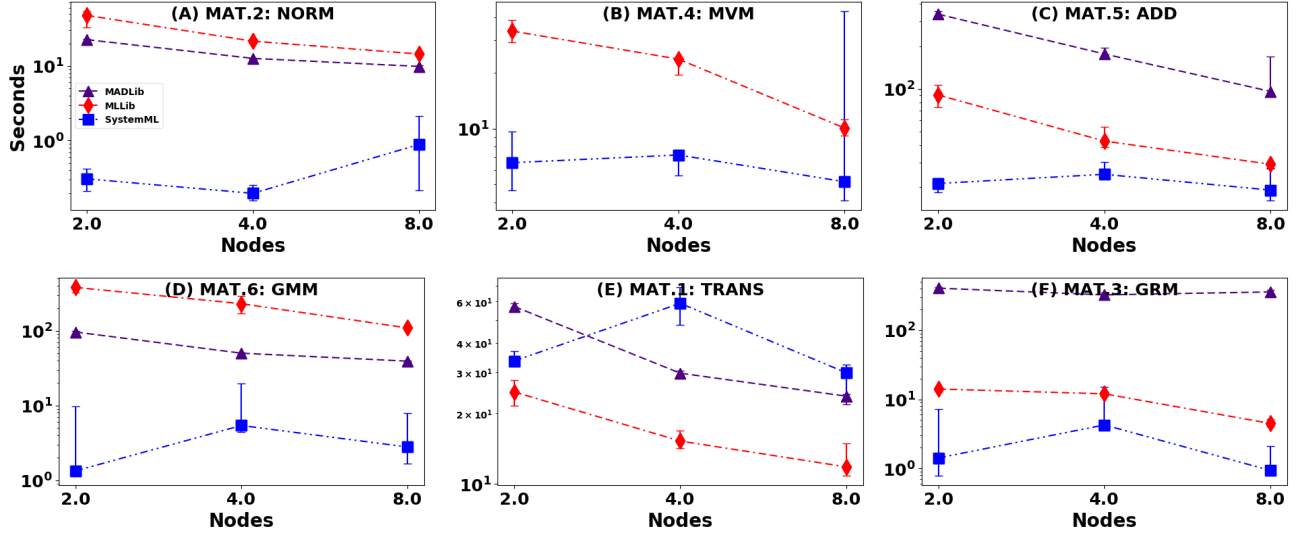 (A) MAT.2: NORM
Seconds
10¹
10⁰
MADLib
MLLib
SystemML
2.0 4.0 8.0
Nodes
(B) MAT.4: MVM
10¹
2.0 4.0 8.0
Nodes
(C) MAT.5: ADD
10²
2.0 4.0 8.0
Nodes
(D) MAT.6: GMM
10²
10¹
10⁰
2.0 4.0 8.0
Nodes
(E) MAT.1: TRANS
6 × 10¹
4 × 10¹
3 × 10¹
2 × 10¹
10¹
2.0 4.0 8.0
Nodes
(F) MAT.3: GRM
10²
10¹
10⁰
2.0 4.0 8.0
Nodes